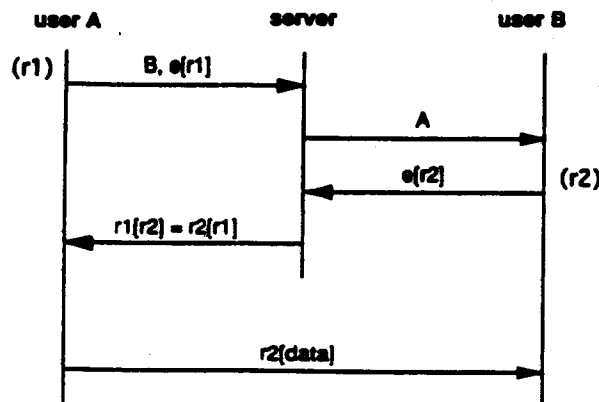 user A server user B
(r1) B, e[r1]
A
e[r2] (r2)
r1[r2] = r2[r1]
r2[data]